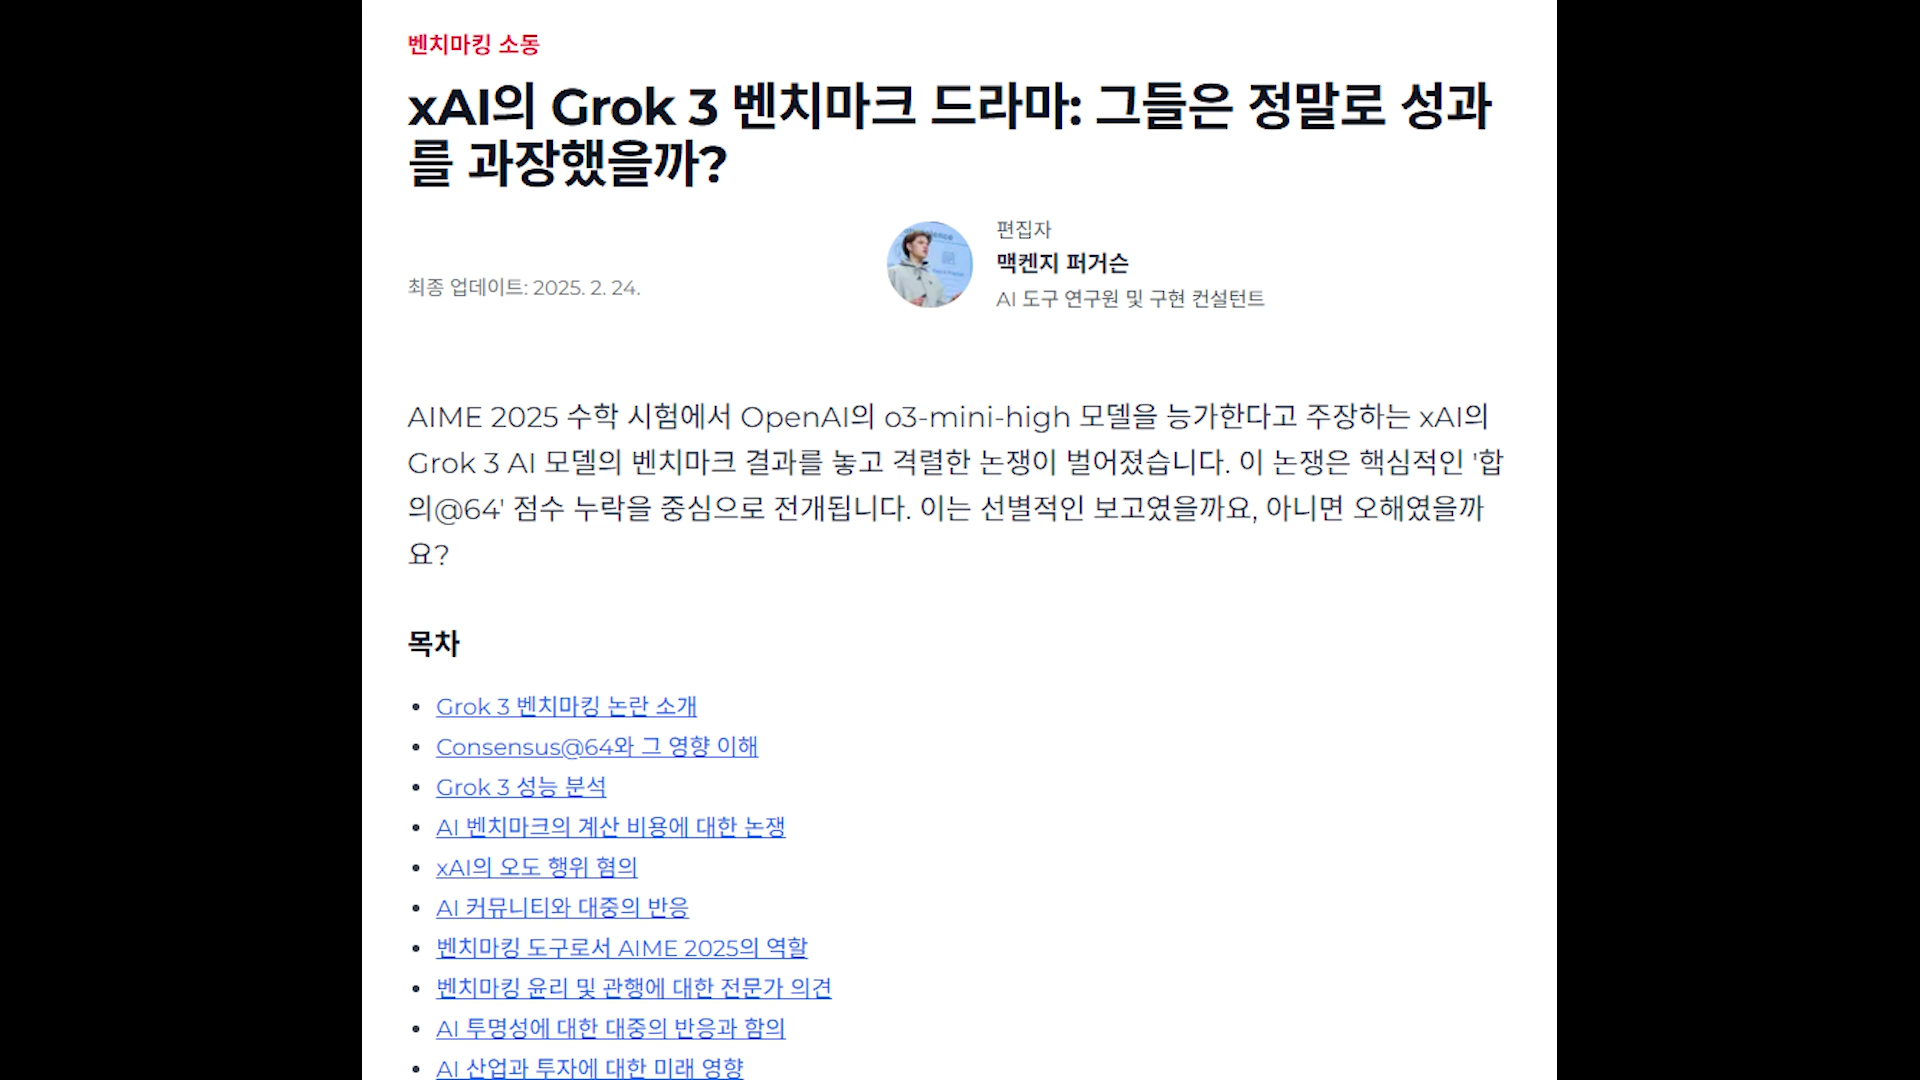 벤치마킹 소동
xAI의 Grok 3 벤치마크 드라마: 그들은 정말로 성과
를 과장했을까?
편집자
맥켄지 퍼거슨
최종 업데이트: 2025. 2. 24.
AI 도구 연구원 및 구현 컨설턴트
AIME 2025 수학 시험에서 OpenAI의 o3-mini-high 모델을 능가한다고 주장하는 xAI의
Grok 3 AI 모델의 벤치마크 결과를 놓고 격렬한 논쟁이 벌어졌습니다. 이 논쟁은 핵심적인 '합
의@64' 점수 누락을 중심으로 전개됩니다. 이는 선별적인 보고였을까요, 아니면 오해였을까
요?
목차
• Grok 3 벤치마킹 논란 소개
• Consensus@64와 그 영향 이해
• Grok 3 성능 분석
• AI 벤치마크의 계산 비용에 대한 논쟁
• xAI의 오도 행위 혐의
• AI 커뮤니티와 대중의 반응
• 벤치마킹 도구로서 AIME 2025의 역할
• 벤치마킹 윤리 및 관행에 대한 전문가 의견
• AI 투명성에 대한 대중의 반응과 함의
• AI 산업과 투자에 대한 미래 영향